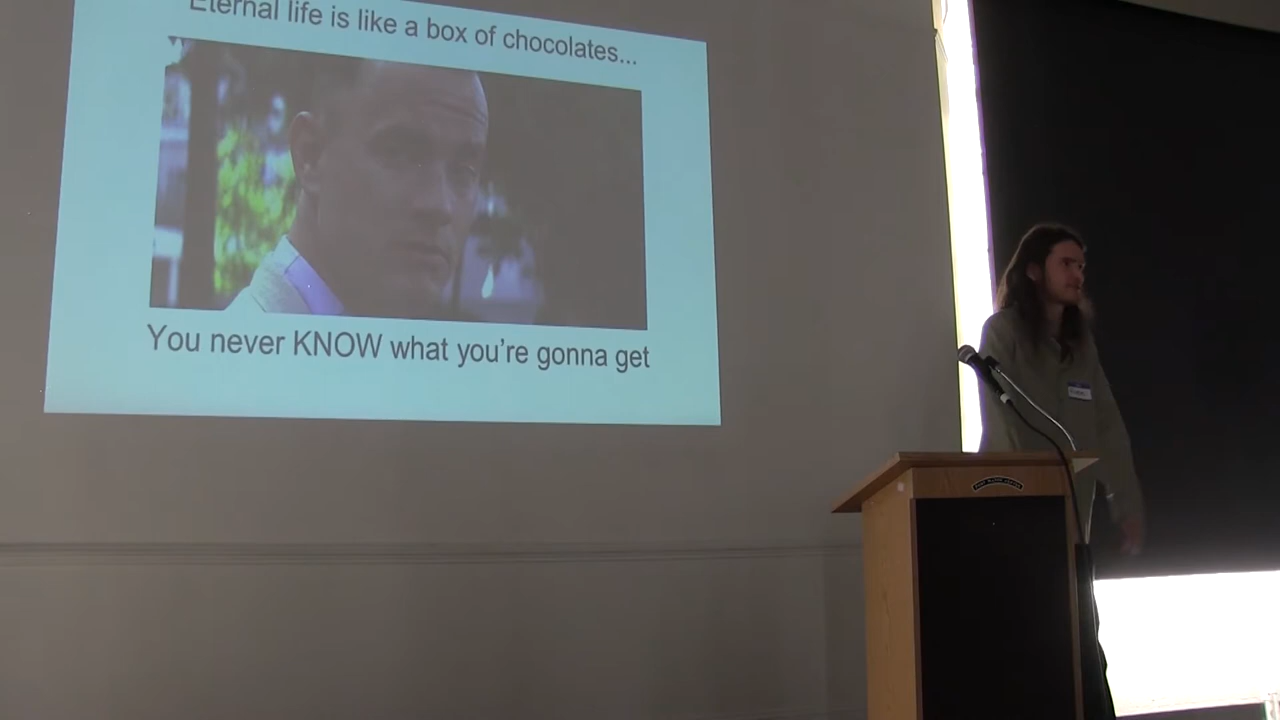 Eternal life is like a box of chocolates...
You never KNOW what you're gonna get